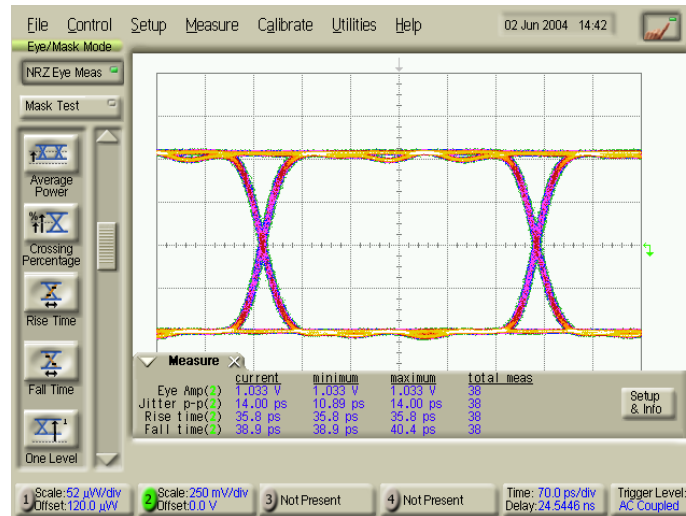 File Control Setup Measure Calibrate Utilities Help 02 Jun 2004 14:42
Eye/Mask Mode
NRZ Eye Meas
Mask Test
Average
Power
Crossing
Percentage
Rise Time
Fall Time
One Level
Measure
current minimum maximum total meas
Eye Amp(2) 1.033 V 1.033 V 1.033 V 38
Jitter p-p(2) 14.00 ps 10.89 ps 14.00 ps 38
Rise time(2) 35.8 ps 35.8 ps 35.8 ps 38
Fall time(2) 38.9 ps 38.9 ps 40.4 ps 38
Setup
& Info
1 Scale:52 µW/div
Offset:120.0 µW
2 Scale:250 mV/div
Offset:0.0 V
3 Not Present
4 Not Present
Time: 70.0 ps/div
Delay:24.5446 ns
Trigger Level:
AC Coupled